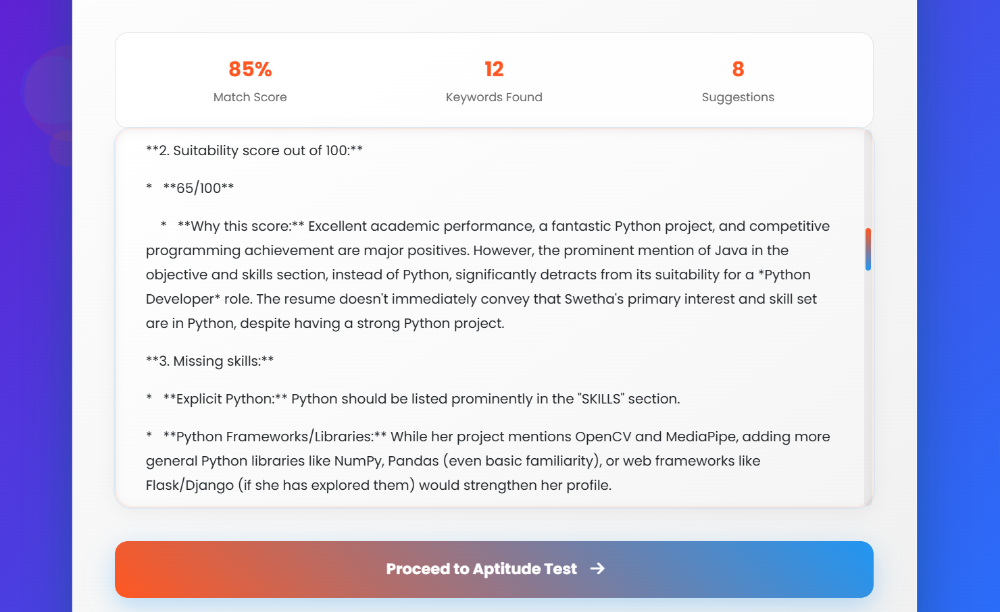 85%
Match Score
12
Keywords Found
8
Suggestions
**2. Suitability score out of 100:**
* **65/100**
* **Why this score:** Excellent academic performance, a fantastic Python project, and competitive
programming achievement are major positives. However, the prominent mention of Java in the
objective and skills section, instead of Python, significantly detracts from its suitability for a *Python
Developer* role. The resume doesn't immediately convey that Swetha's primary interest and skill set
are in Python, despite having a strong Python project.
**3. Missing skills:**
* **Explicit Python:** Python should be listed prominently in the "SKILLS" section.
* **Python Frameworks/Libraries:** While her project mentions OpenCV and MediaPipe, adding more
general Python libraries like NumPy, Pandas (even basic familiarity), or web frameworks like
Flask/Django (if she has explored them) would strengthen her profile.
Proceed to Aptitude Test →